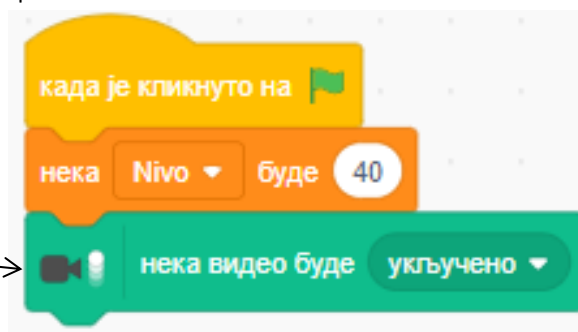 када је кликнуто на
нека Nivo буде 40
нека видео буде укључено